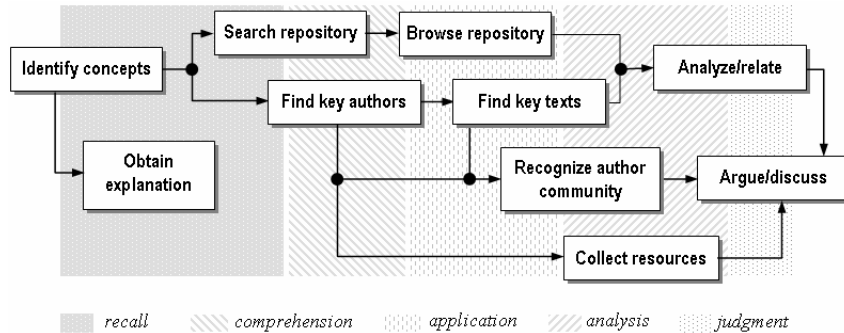 Search repository
Browse repository
Identify concepts
Analyze/relate
Find key authors
Find key texts
Obtain
explanation
Recognize author
community
Argue/discuss
Collect resources
recall
comprehension
application
analysis
judgment